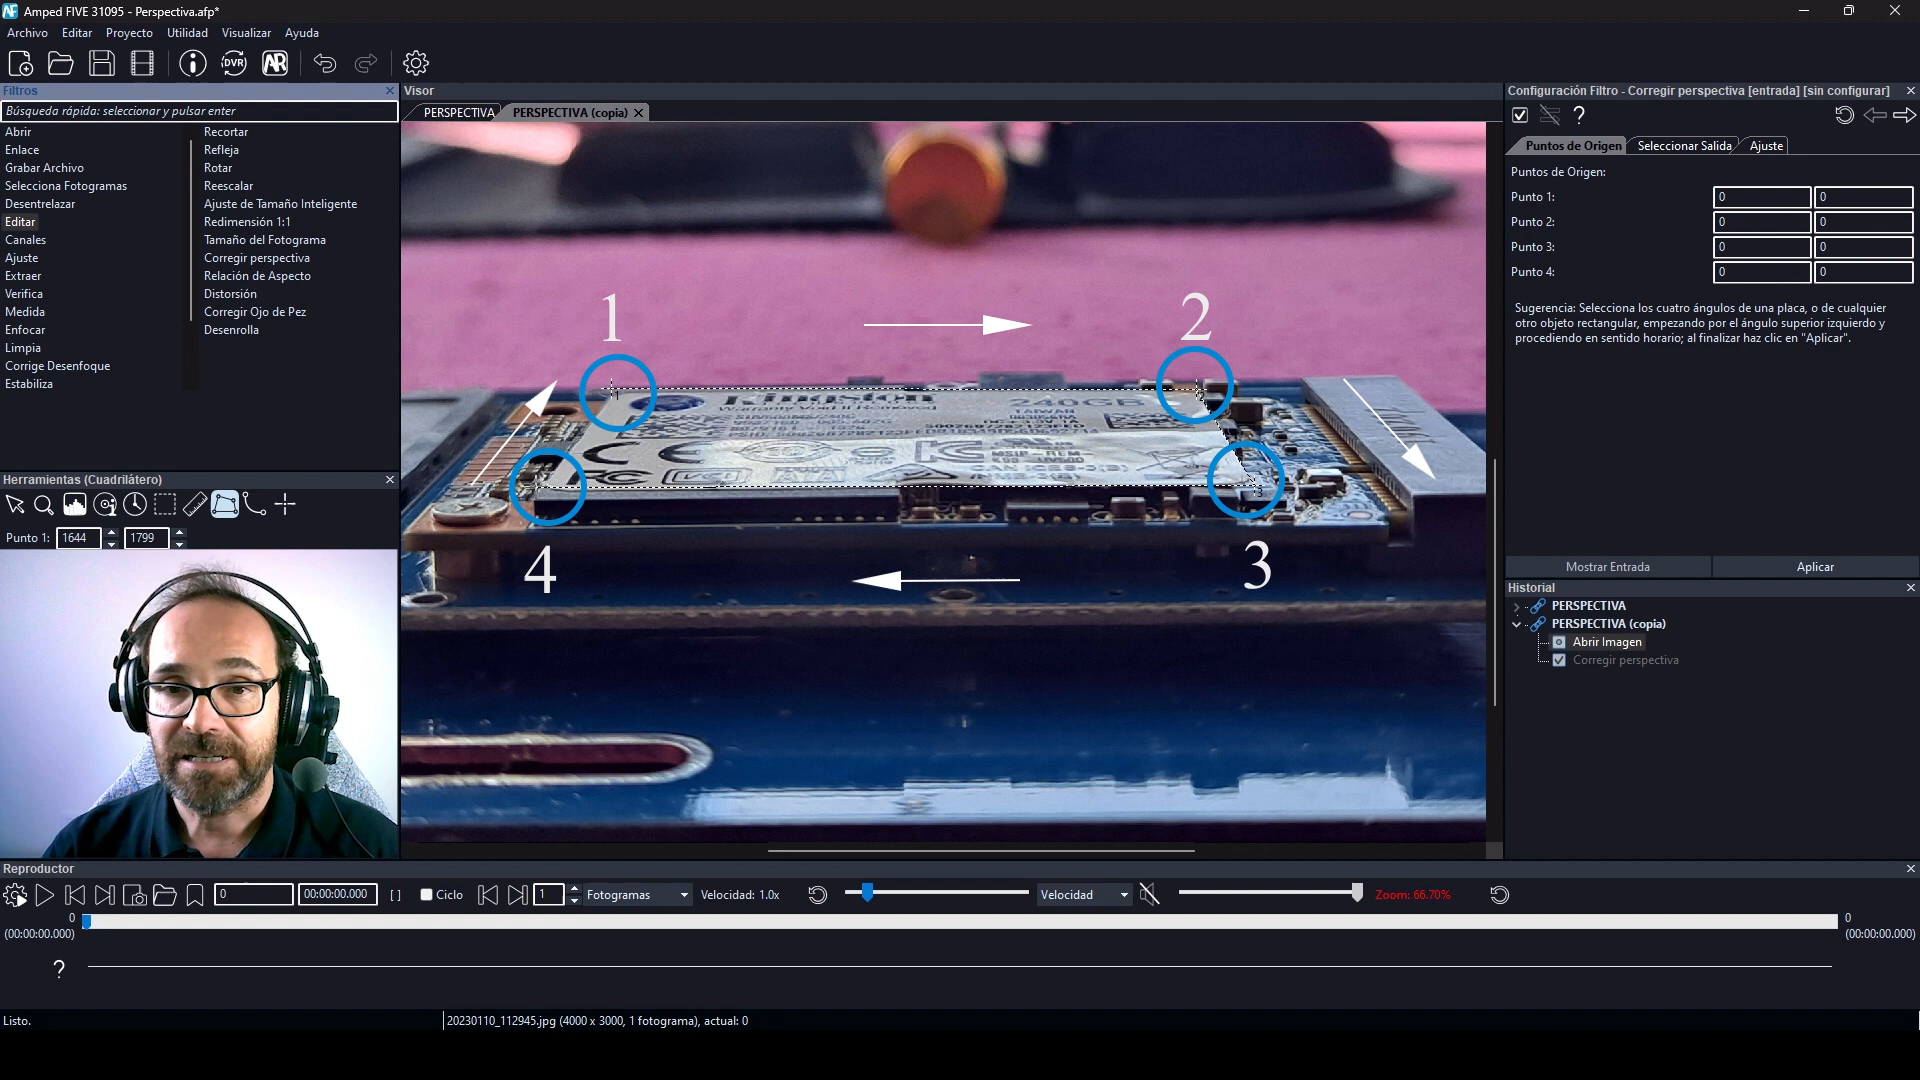 Amped FIVE 31095 - Perspectiva.afp*
Archivo Editar Proyecto Utilidad Visualizar Ayuda
DVR AR
Filtros
Búsqueda rápida: seleccionar y pulsar enter
Abrir
Enlace
Grabar Archivo
Selecciona Fotogramas
Desentrelazar
Editar
Canales
Ajuste
Extraer
Verifica
Medida
Enfocar
Limpia
Corrige Desenfoque
Estabiliza
Recortar
Refleja
Rotar
Reescalar
Ajuste de Tamaño Inteligente
Redimensión 1:1
Tamaño del Fotograma
Corregir perspectiva
Relación de Aspecto
Distorsión
Corregir Ojo de Pez
Desenrolla
Herramientas (Cuadrilátero)
Punto 1: 1644 1799
Visor
PERSPECTIVA PERSPECTIVA (copia)
1 2
1
Kingston
Warranty Void If Removed
TAIWAN
3
4 3
Configuración Filtro - Corregir perspectiva [entrada] [sin configurar]
?
Puntos de Origen Seleccionar Salida Ajuste
Puntos de Origen:
Punto 1: 0 0
Punto 2: 0 0
Punto 3: 0 0
Punto 4: 0 0
Sugerencia: Selecciona los cuatro ángulos de una placa, o de cualquier
otro objeto rectangular, empezando por el ángulo superior izquierdo y
procediendo en sentido horario; al finalizar haz clic en "Aplicar".
Mostrar Entrada Aplicar
Historial
PERSPECTIVA
PERSPECTIVA (copia)
Abrir Imagen
Corregir perspectiva
Reproductor
0 00:00:00.000 [ ] Ciclo 1 Fotogramas Velocidad: 1.0x Velocidad Zoom: 66.70%
0 0
(00:00:00.000) (00:00:00.000)
?
Listo. 20230110_112945.jpg (4000 x 3000, 1 fotograma), actual: 0